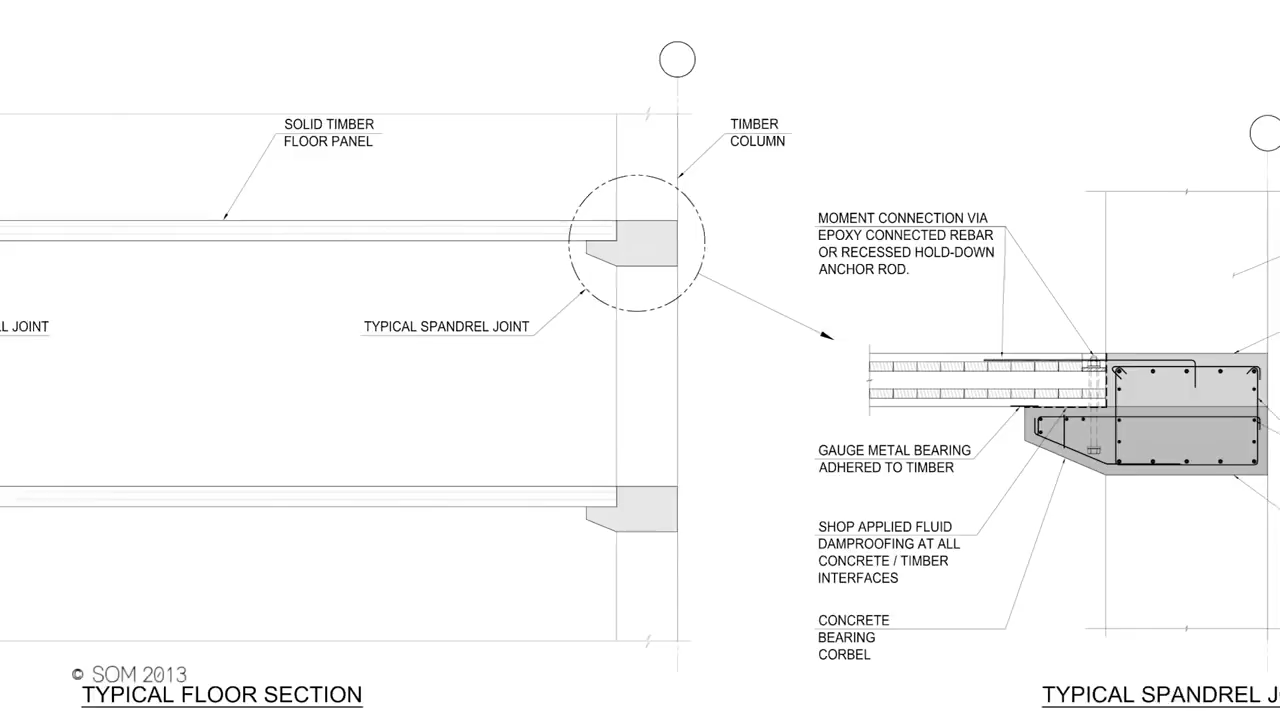 SOLID TIMBER
FLOOR PANEL
TIMBER
COLUMN
TYPICAL SPANDREL JOINT
JOINT
© SOM 2013
TYPICAL FLOOR SECTION
MOMENT CONNECTION VIA
EPOXY CONNECTED REBAR
OR RECESSED HOLD-DOWN
ANCHOR ROD.
GAUGE METAL BEARING
ADHERED TO TIMBER
SHOP APPLIED FLUID
DAMPROOFING AT ALL
CONCRETE / TIMBER
INTERFACES
CONCRETE
BEARING
CORBEL
TYPICAL SPANDREL